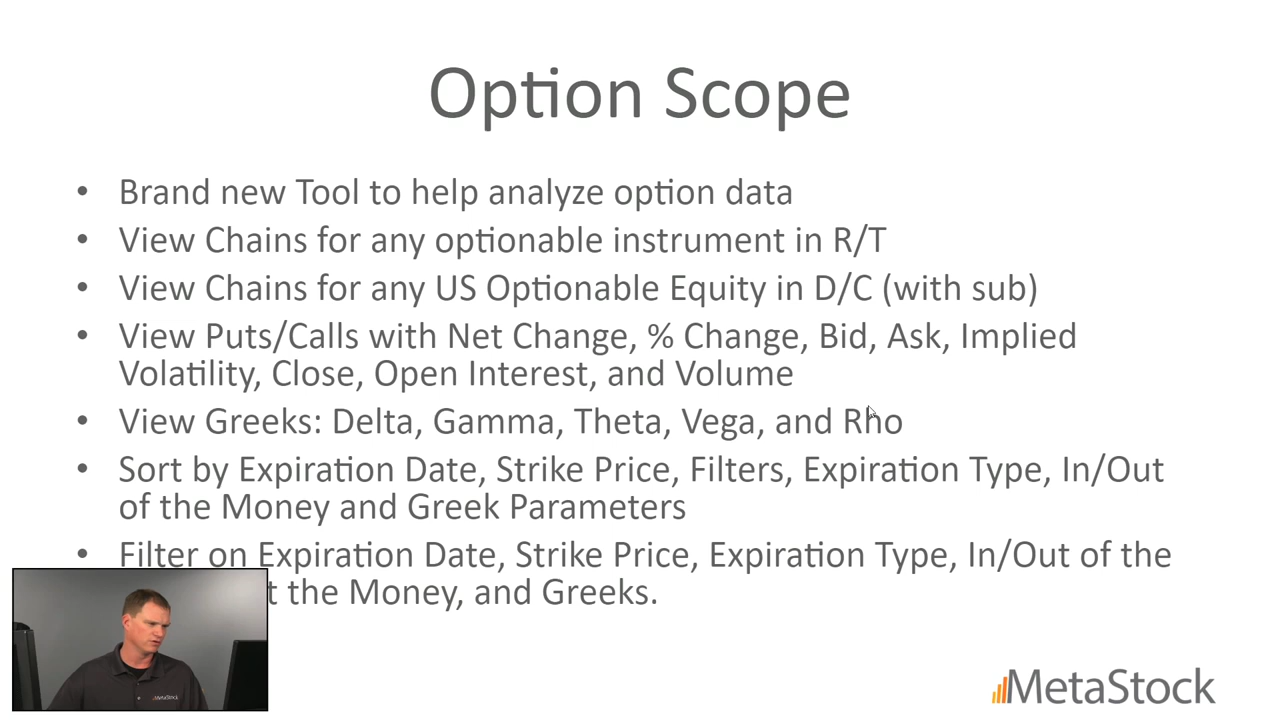 Option Scope
• Brand new Tool to help analyze option data
• View Chains for any optionable instrument in R/T
• View Chains for any US Optionable Equity in D/C (with sub)
• View Puts/Calls with Net Change, % Change, Bid, Ask, Implied
Volatility, Close, Open Interest, and Volume
• View Greeks: Delta, Gamma, Theta, Vega, and Rho
• Sort by Expiration Date, Strike Price, Filters, Expiration Type, In/Out
of the Money and Greek Parameters
• Filter on Expiration Date, Strike Price, Expiration Type, In/Out of the
the Money, and Greeks.
MetaStock
MetaStock